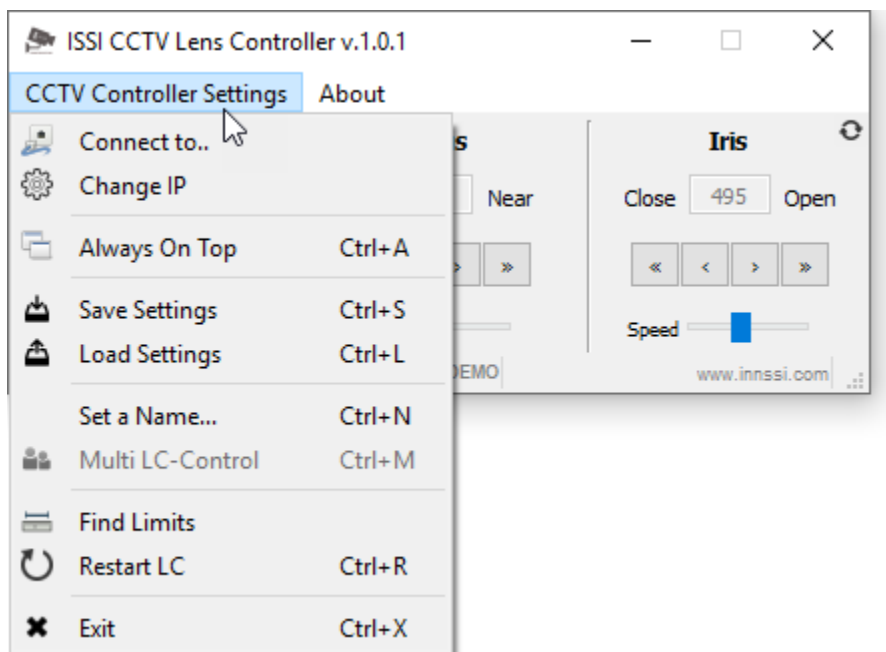 ISSI CCTV Lens Controller v.1.0.1
CCTV Controller Settings About
Connect to..
Change IP
Always On Top Ctrl+A
Save Settings Ctrl+S
Load Settings Ctrl+L
Set a Name... Ctrl+N
Multi LC-Control Ctrl+M
Find Limits
Restart LC Ctrl+R
Exit Ctrl+X
Near
DEMO
Iris
Close 495 Open
« < > »
Speed
www.innssi.com